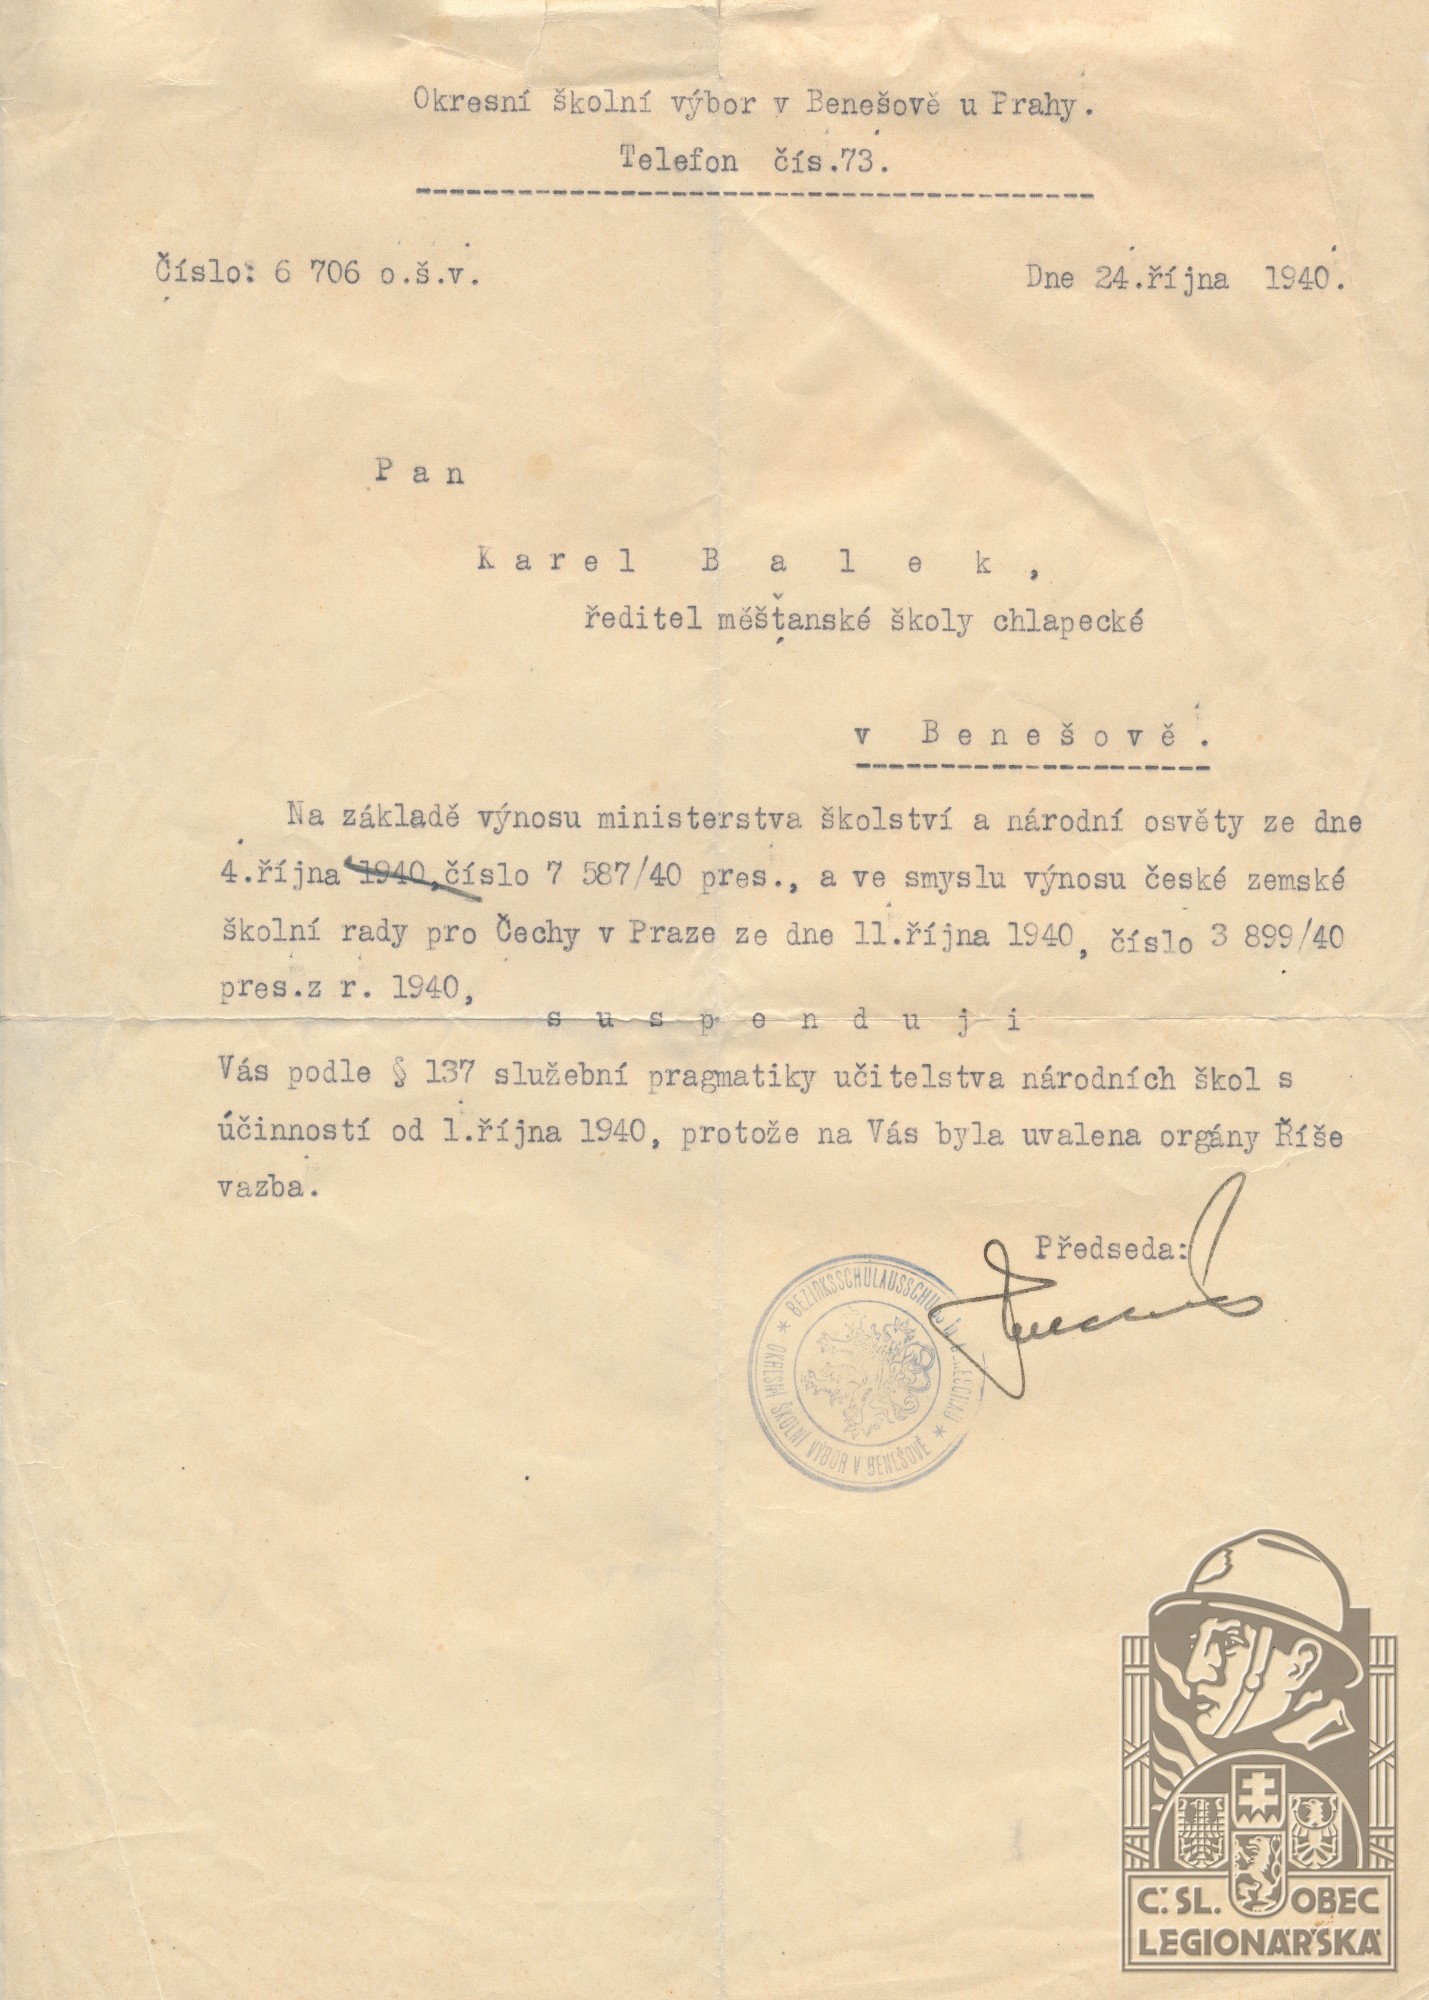 Okresní školní výbor v Benešově u Prahy.
Telefon čís.73.
Číslo: 6 706 o.š.v.
Dne 24.října 1940.
Pan
Karel Balek,
ředitel měšťanské školy chlapecké
v Benešově.
Na základě výnosu ministerstva školství a národní osvěty ze dne
4.října 1940,číslo 7 587/40 pres., a ve smyslu výnosu české zemské
školní rady pro Čechy v Praze ze dne 11.října 1940, číslo 3 899/40
pres.z r. 1940,
suspenduji
Vás podle § 137 služební pragmatiky učitelstva národních škol s
účinností od 1.října 1940, protože na Vás byla uvalena orgány Říše
vazba.
Předseda:
* BEZIRKSSCHULAUSSCHUSS in BENESCHAU *
OKRESNÍ ŠKOLNÍ VÝBOR V BENEŠOVĚ
Č. SL. OBEC
LEGIONÁŘSKÁ